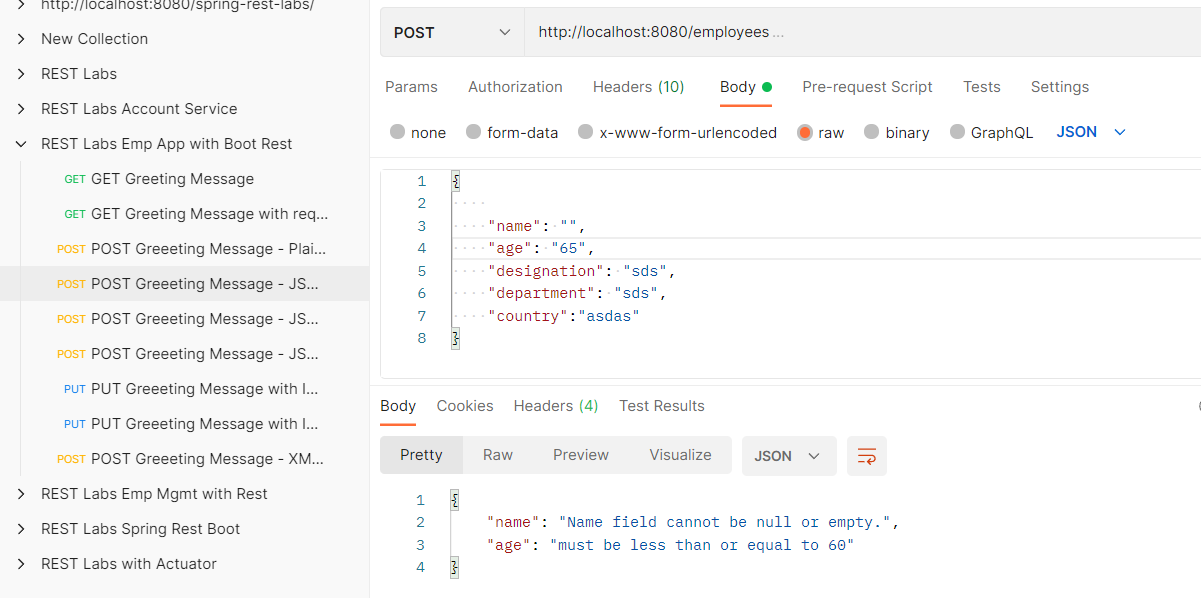 http://localhost:8080/spring-rest-labs/
New Collection
REST Labs
REST Labs Account Service
REST Labs Emp App with Boot Rest
GET GET Greeting Message
GET GET Greeting Message with req...
POST POST Greeeting Message - Plai...
POST POST Greeeting Message - JS...
POST POST Greeeting Message - JS...
POST POST Greeeting Message - JS...
PUT PUT Greeeting Message with I...
PUT PUT Greeeting Message with I...
POST POST Greeeting Message - XM...
REST Labs Emp Mgmt with Rest
REST Labs Spring Rest Boot
REST Labs with Actuator
POST http://localhost:8080/employees ...
Params Authorization Headers (10) Body Pre-request Script Tests Settings
none form-data x-www-form-urlencoded raw binary GraphQL JSON
1 {
2
3 "name": "",
4 "age": "65",
5 "designation": "sds",
6 "department": "sds",
7 "country":"asdas"
8 }
Body Cookies Headers (4) Test Results
Pretty Raw Preview Visualize JSON
1 {
2 "name": "Name field cannot be null or empty.",
3 "age": "must be less than or equal to 60"
4 }